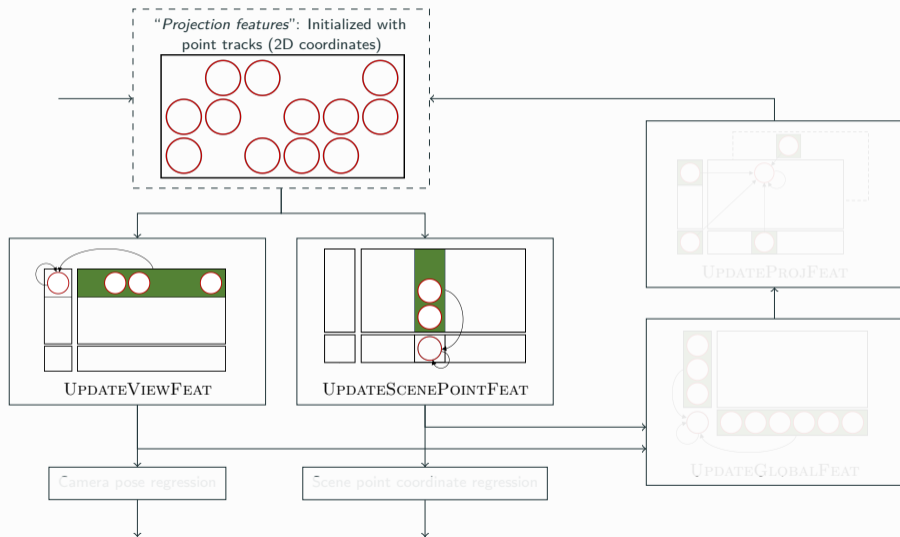 “Projection features”: Initialized with
point tracks (2D coordinates)
UpdateProjFeat
UpdateViewFeat
UpdateScenePointFeat
UpdateGlobalFeat
Camera pose regression
Scene point coordinate regression